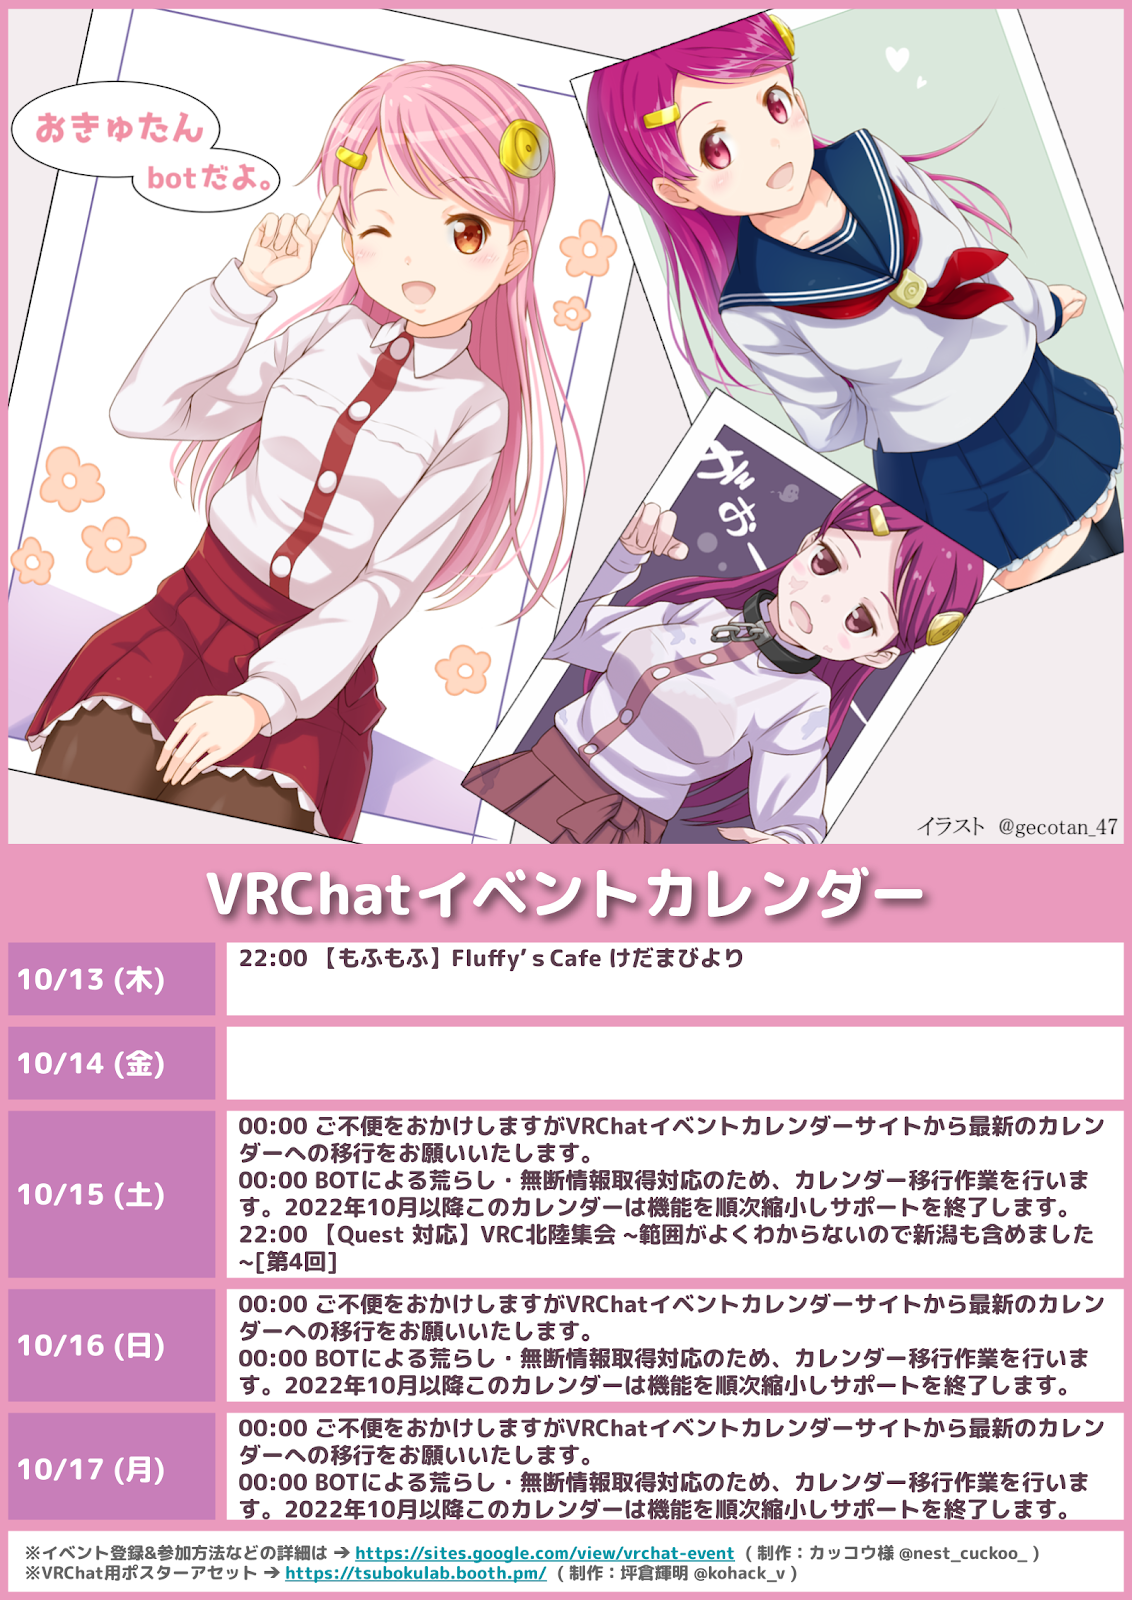 おきゅたん
botだよ。
がおー
イラスト @gecotan_47
VRChatイベントカレンダー
10/13 (木)
22:00 【もふもふ】Fluffy’s Cafe けだまびより
10/14 (金)
10/15 (土)
00:00 ご不便をおかけしますがVRChatイベントカレンダーサイトから最新のカレン
ダーへの移行をお願いいたします。
00:00 BOTによる荒らし・無断情報取得対応のため、カレンダー移行作業を行いま
す。2022年10月以降このカレンダーは機能を順次縮小しサポートを終了します。
22:00 【Quest 対応】VRC北陸集会 ~範囲がよくわからないので新潟も含めました
~[第4回]
10/16 (日)
00:00 ご不便をおかけしますがVRChatイベントカレンダーサイトから最新のカレン
ダーへの移行をお願いいたします。
00:00 BOTによる荒らし・無断情報取得対応のため、カレンダー移行作業を行いま
す。2022年10月以降このカレンダーは機能を順次縮小しサポートを終了します。
10/17 (月)
00:00 ご不便をおかけしますがVRChatイベントカレンダーサイトから最新のカレン
ダーへの移行をお願いいたします。
00:00 BOTによる荒らし・無断情報取得対応のため、カレンダー移行作業を行いま
す。2022年10月以降このカレンダーは機能を順次縮小しサポートを終了します。
※イベント登録&参加方法などの詳細は ➔ https://sites.google.com/view/vrchat-event ( 制作：カッコウ様 @nest_cuckoo_ )
※VRChat用ポスターアセット ➔ https://tsubokulab.booth.pm/ ( 制作：坪倉輝明 @kohack_v )